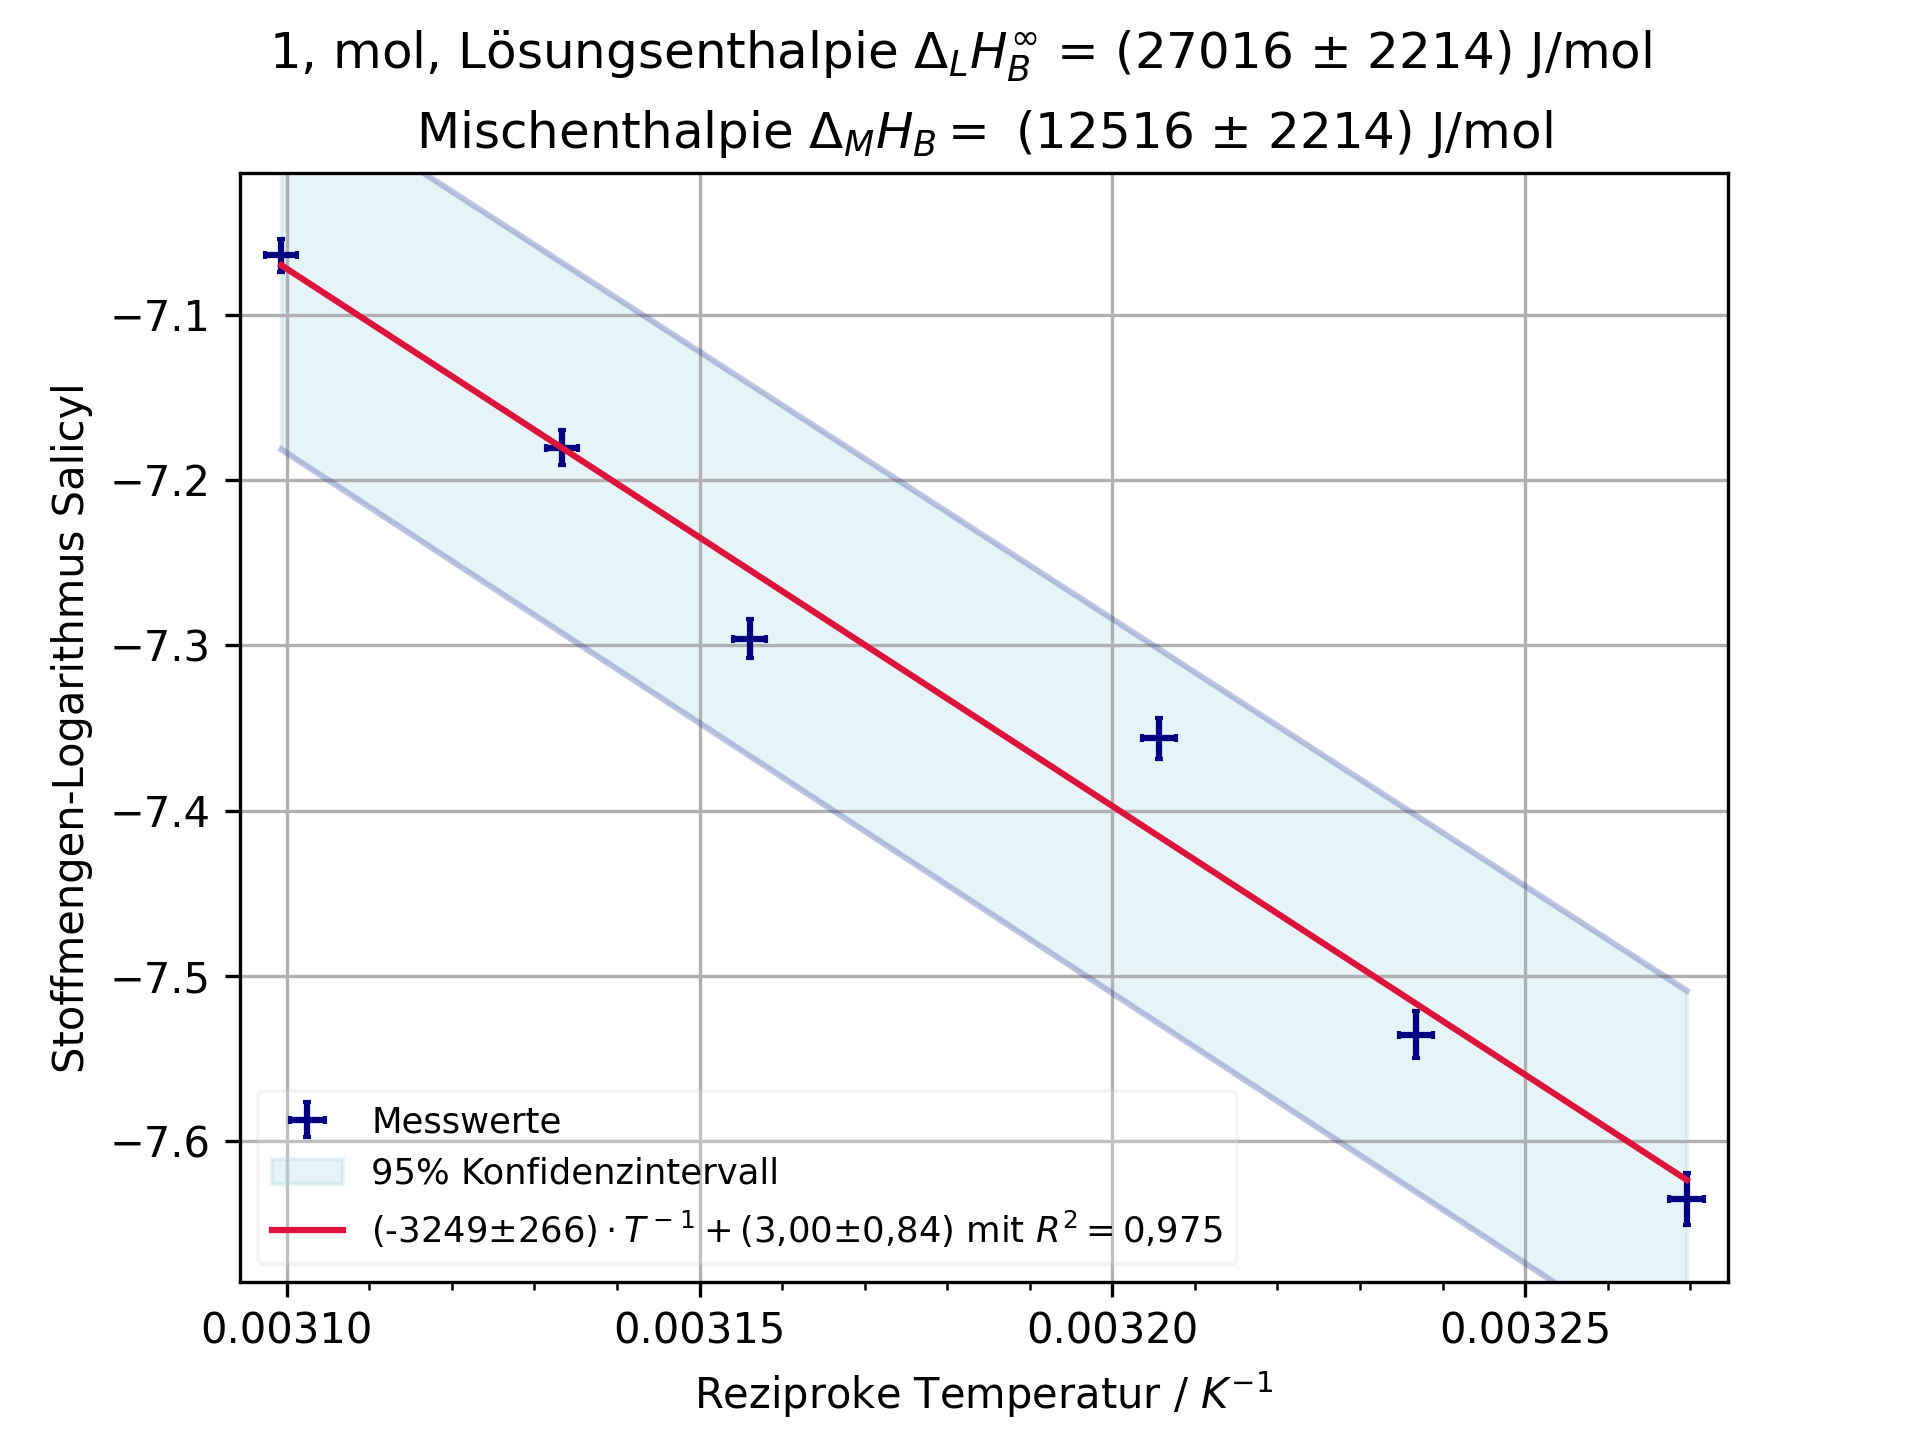 1, mol, Lösungsenthalpie Δ_L H_B^∞ = (27016 ± 2214) J/mol
Mischenthalpie Δ_M H_B = (12516 ± 2214) J/mol
Stoffmengen-Logarithmus Salicyl
−7.1
−7.2
−7.3
−7.4
−7.5
−7.6
Messwerte
95% Konfidenzintervall
(-3249±266) · T⁻¹ + (3,00±0,84) mit R² = 0,975
0.00310 0.00315 0.00320 0.00325
Reziproke Temperatur / K⁻¹